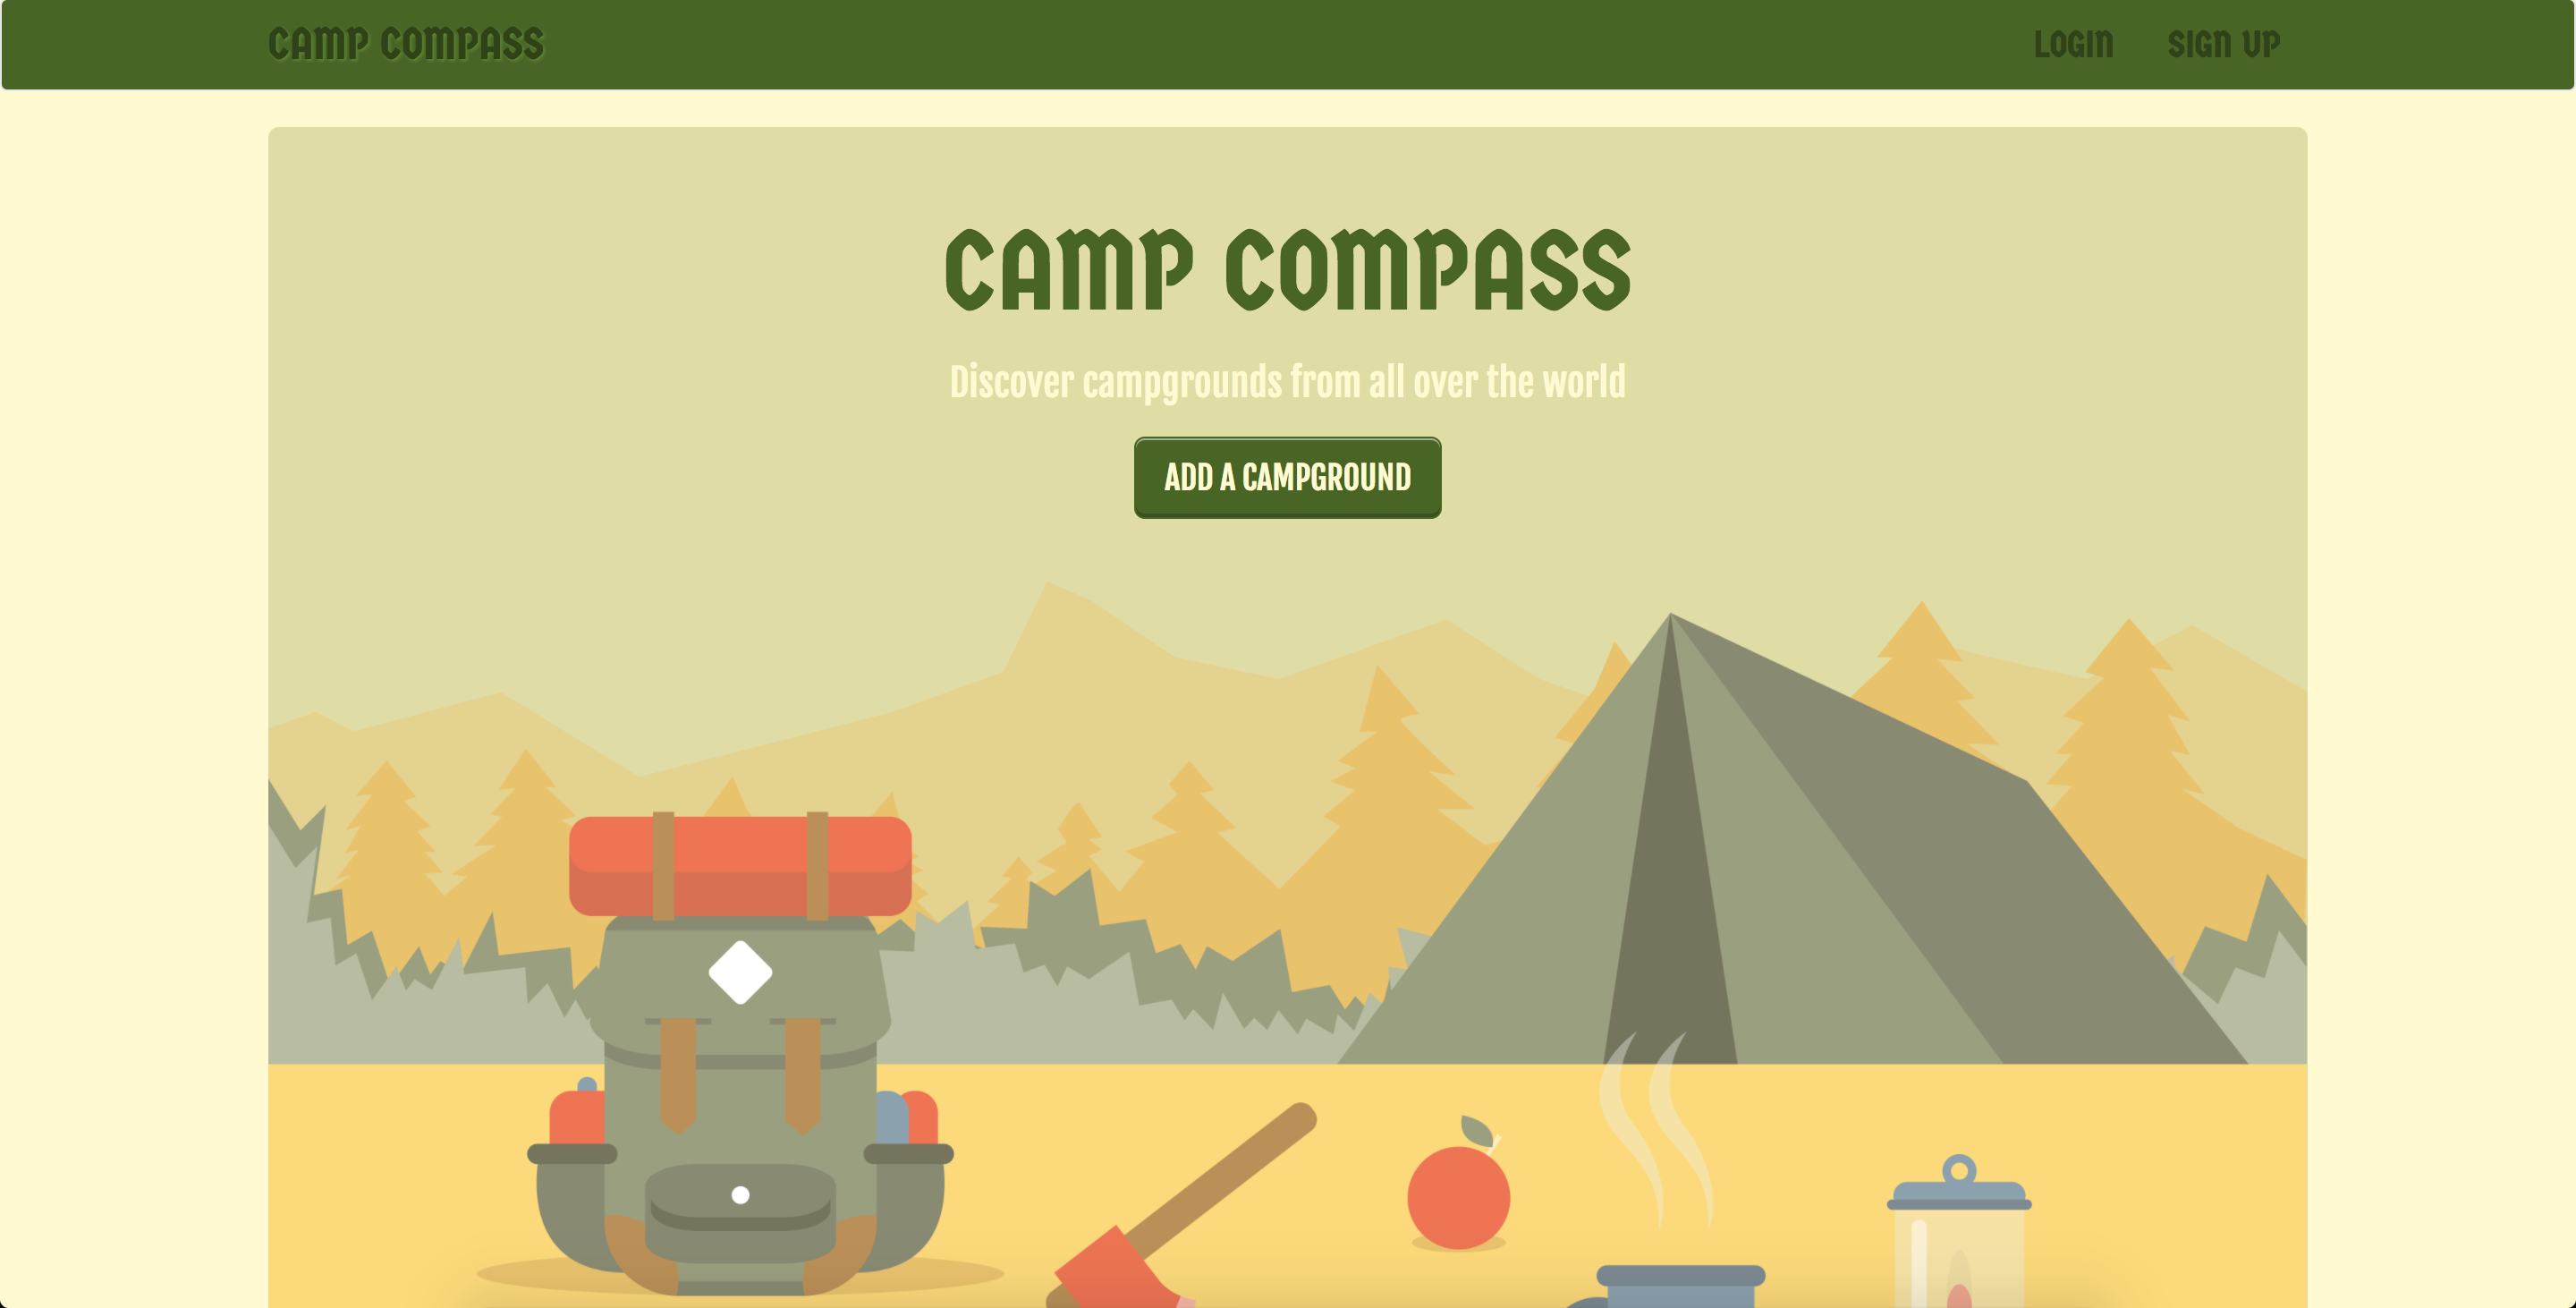 CAMP COMPASS
LOGIN
SIGN UP
CAMP COMPASS
Discover campgrounds from all over the world
ADD A CAMPGROUND